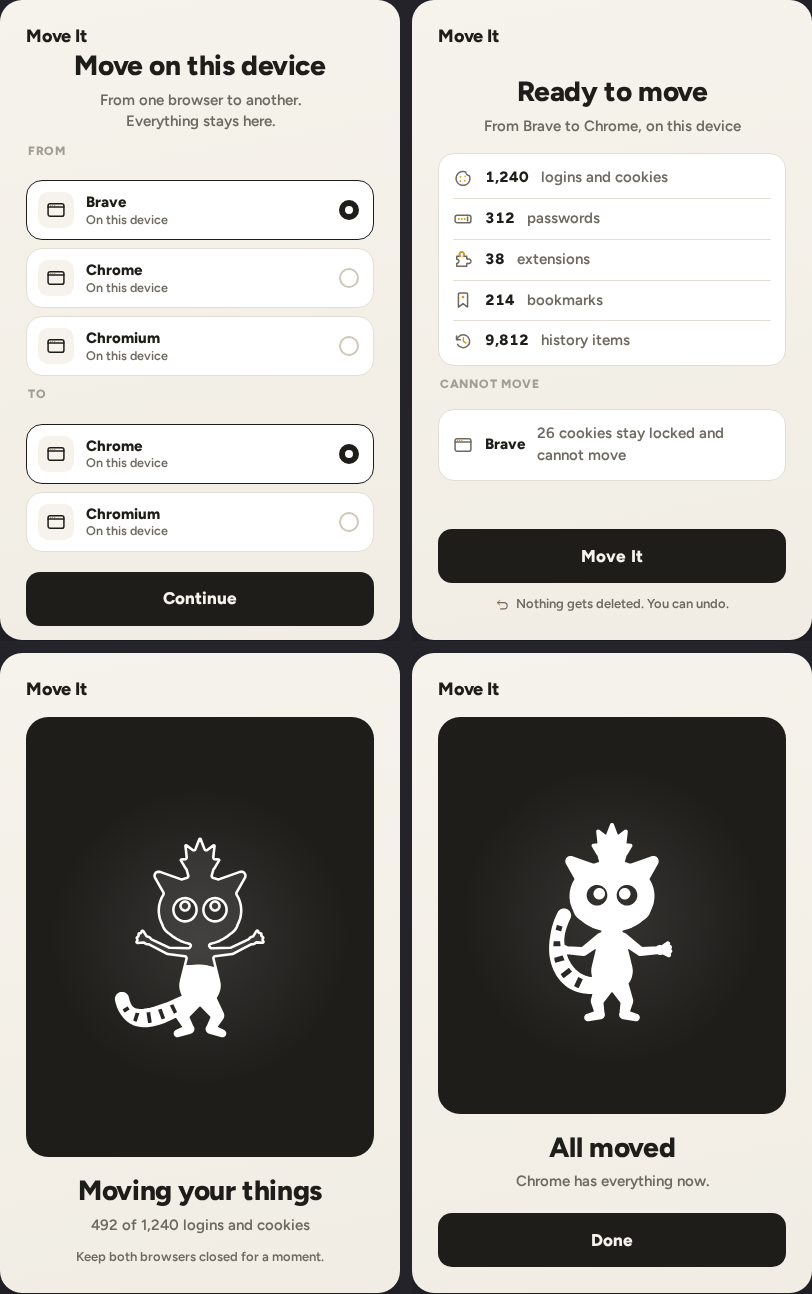 Move It
Move on this device
From one browser to another.
Everything stays here.
FROM
Brave
On this device
Chrome
On this device
Chromium
On this device
TO
Chrome
On this device
Chromium
On this device
Continue
Move It
Ready to move
From Brave to Chrome, on this device
1,240 logins and cookies
312 passwords
38 extensions
214 bookmarks
9,812 history items
CANNOT MOVE
Brave 26 cookies stay locked and
cannot move
Move It
Nothing gets deleted. You can undo.
Move It
Moving your things
492 of 1,240 logins and cookies
Keep both browsers closed for a moment.
Move It
All moved
Chrome has everything now.
Done